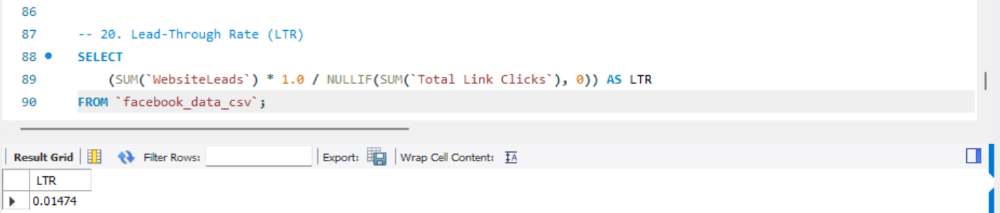 86
87 -- 20. Lead-Through Rate (LTR)
88 SELECT
89 (SUM(`WebsiteLeads`) * 1.0 / NULLIF(SUM(`Total Link Clicks`), 0)) AS LTR
90 FROM `facebook_data_csv`;
Result Grid Filter Rows: Export: Wrap Cell Content: IA
LTR
0.01474